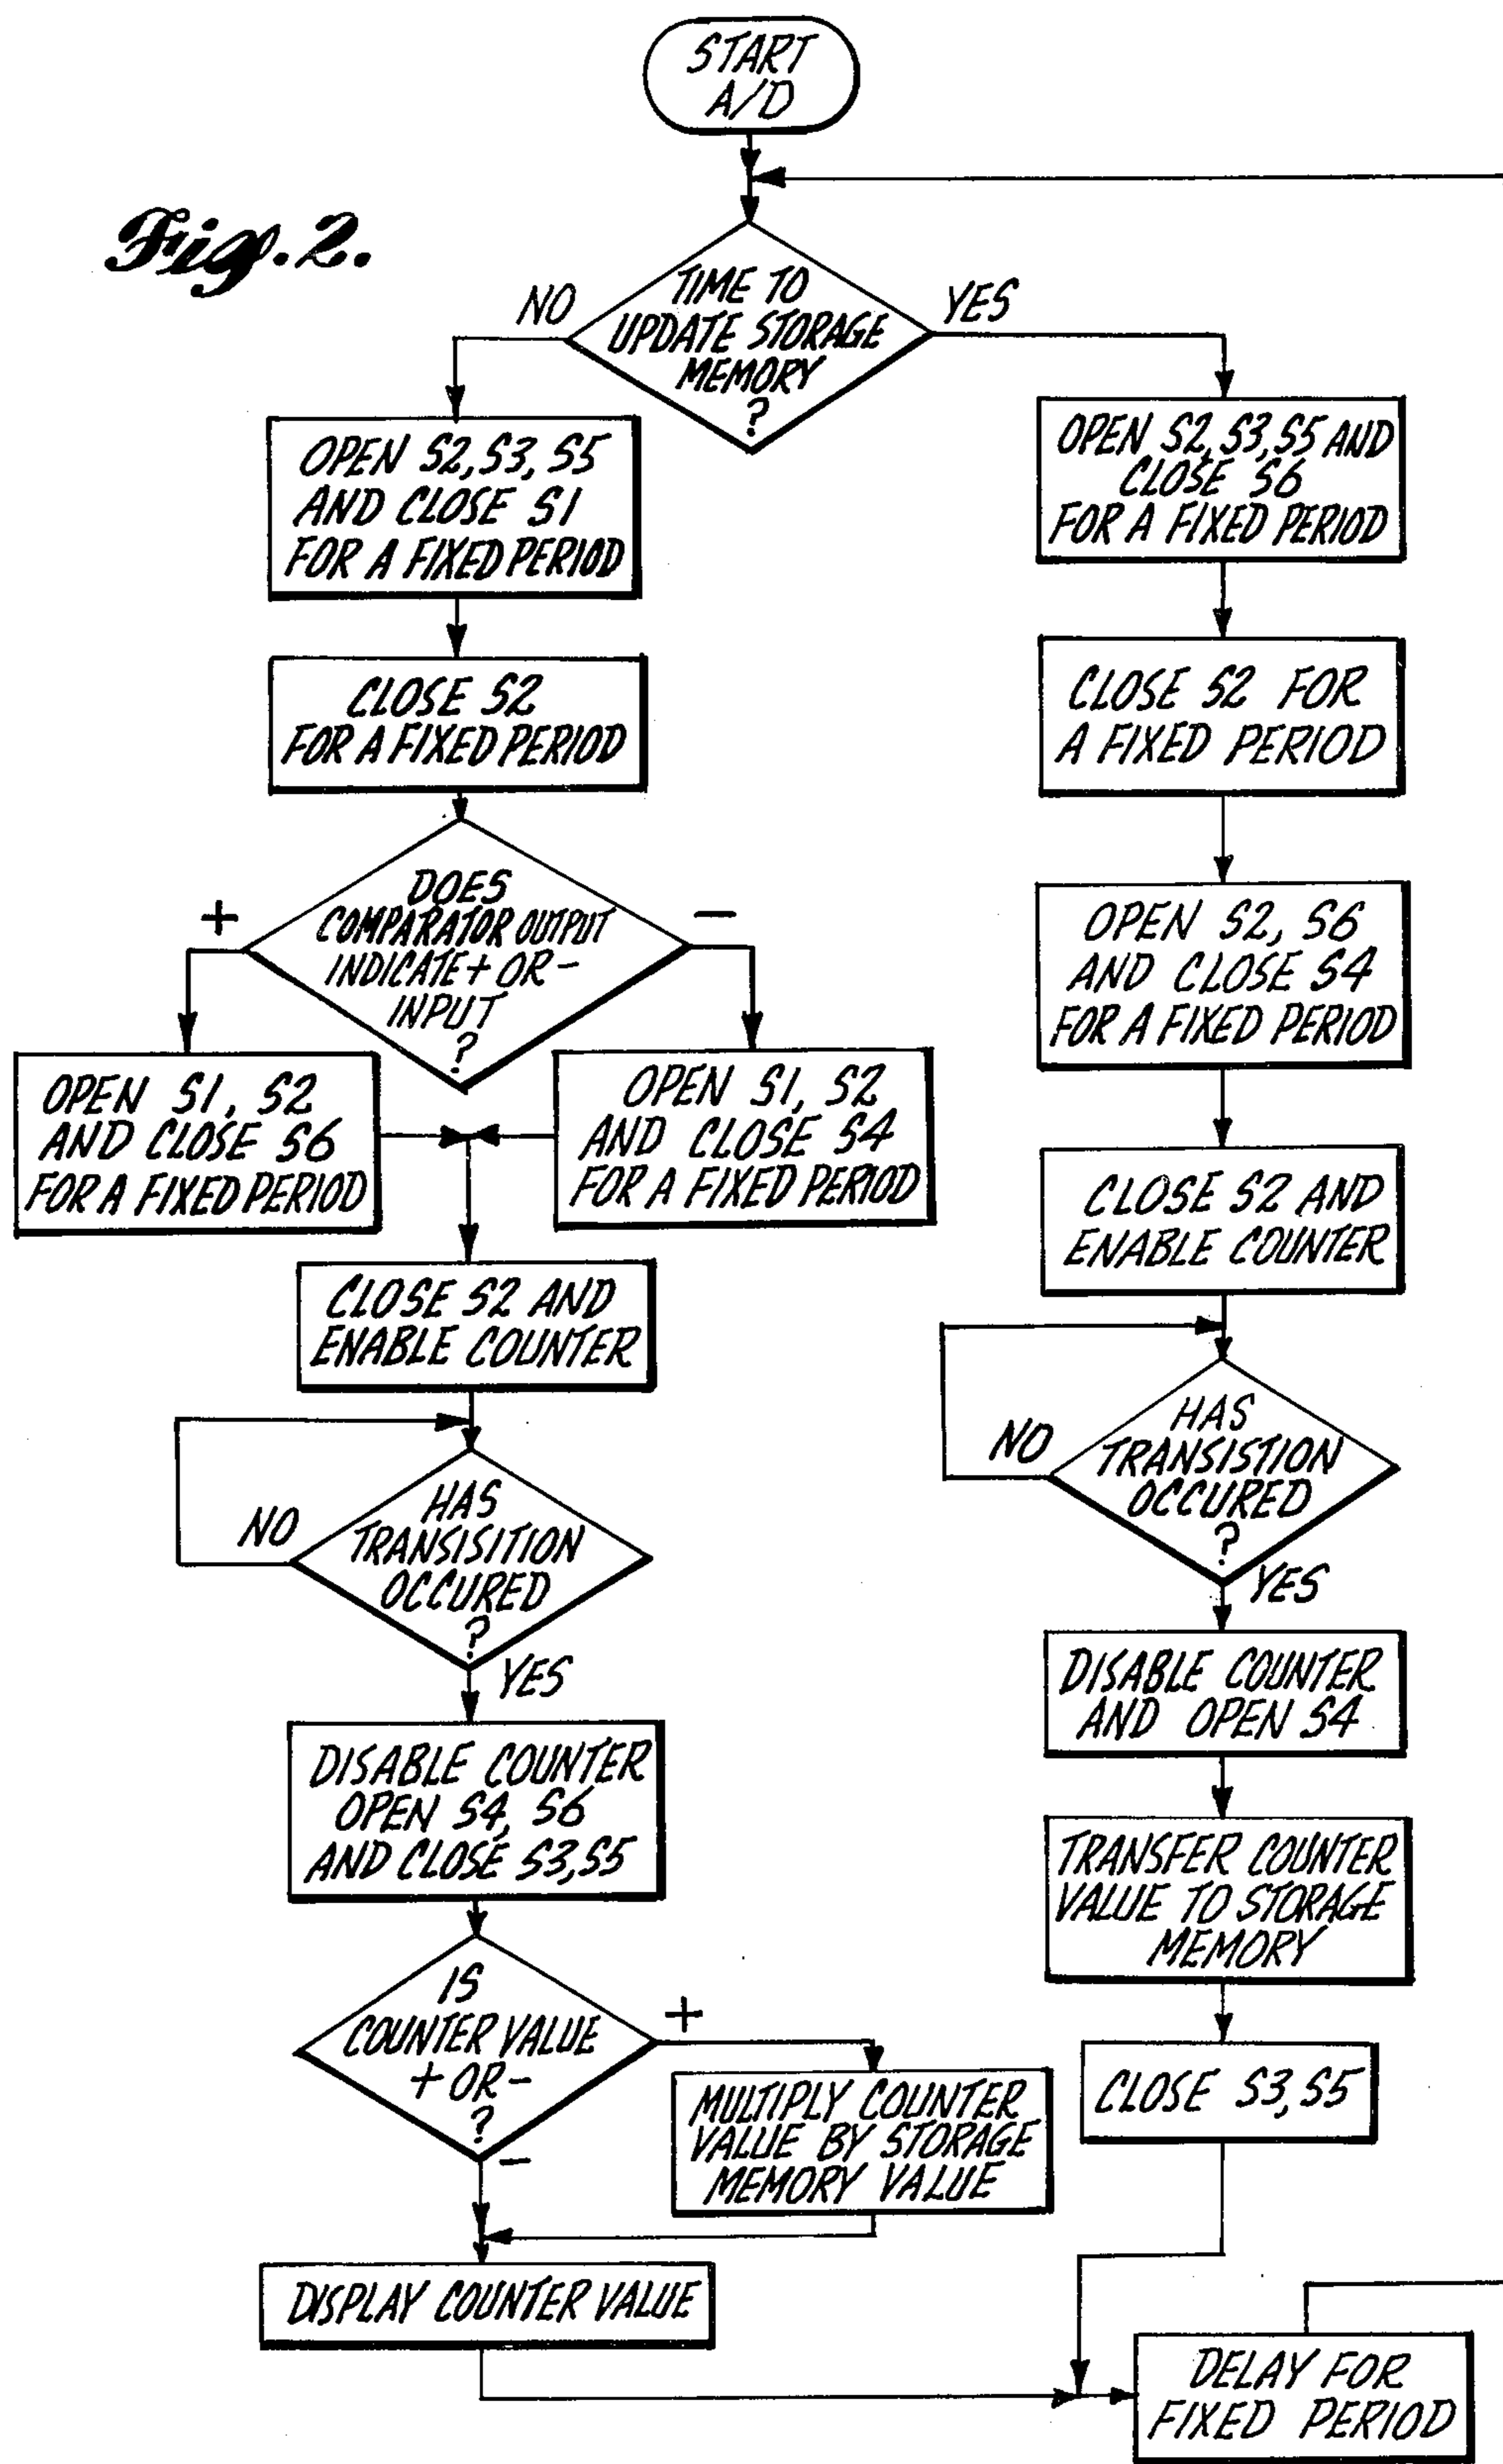 START
A/D
Fig. 2.
TIME TO
UPDATE STORAGE
MEMORY
?
NO
YES
OPEN S2, S3, S5
AND CLOSE S1
FOR A FIXED PERIOD
CLOSE S2
FOR A FIXED PERIOD
DOES
COMPARATOR OUTPUT
INDICATE + OR -
INPUT
?
+
-
OPEN S1, S2
AND CLOSE S6
FOR A FIXED PERIOD
OPEN S1, S2
AND CLOSE S4
FOR A FIXED PERIOD
CLOSE S2 AND
ENABLE COUNTER
HAS
TRANSISITION
OCCURED
?
NO
YES
DISABLE COUNTER
OPEN S4, S6
AND CLOSE S3, S5
IS
COUNTER VALUE
+ OR -
?
+
-
MULTIPLY COUNTER
VALUE BY STORAGE
MEMORY VALUE
DISPLAY COUNTER VALUE
OPEN S2, S3, S5 AND
CLOSE S6
FOR A FIXED PERIOD
CLOSE S2 FOR
A FIXED PERIOD
OPEN S2, S6
AND CLOSE S4
FOR A FIXED PERIOD
CLOSE S2 AND
ENABLE COUNTER
HAS
TRANSISTION
OCCURED
?
NO
YES
DISABLE COUNTER
AND OPEN S4
TRANSFER COUNTER
VALUE TO STORAGE
MEMORY
CLOSE S3, S5
DELAY FOR
FIXED PERIOD